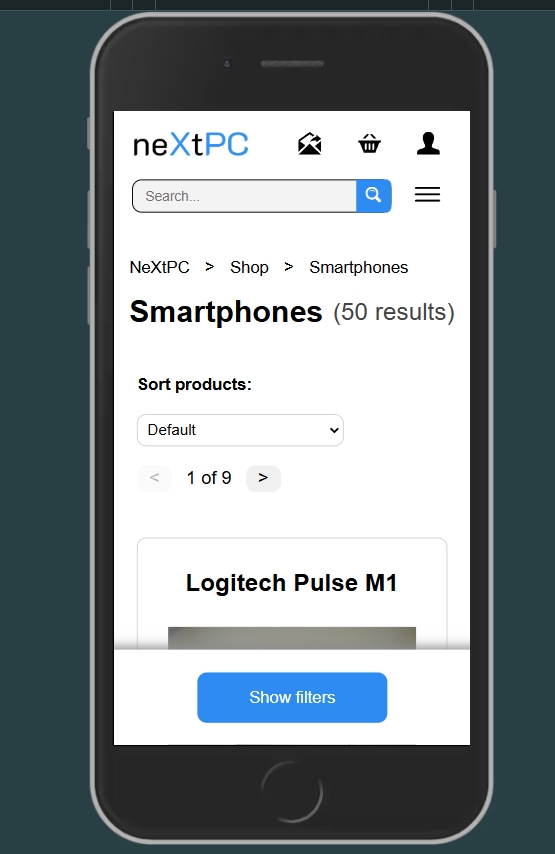 neXtPC
Search...
NeXtPC > Shop > Smartphones
Smartphones (50 results)
Sort products:
Default
< 1 of 9 >
Logitech Pulse M1
Show filters